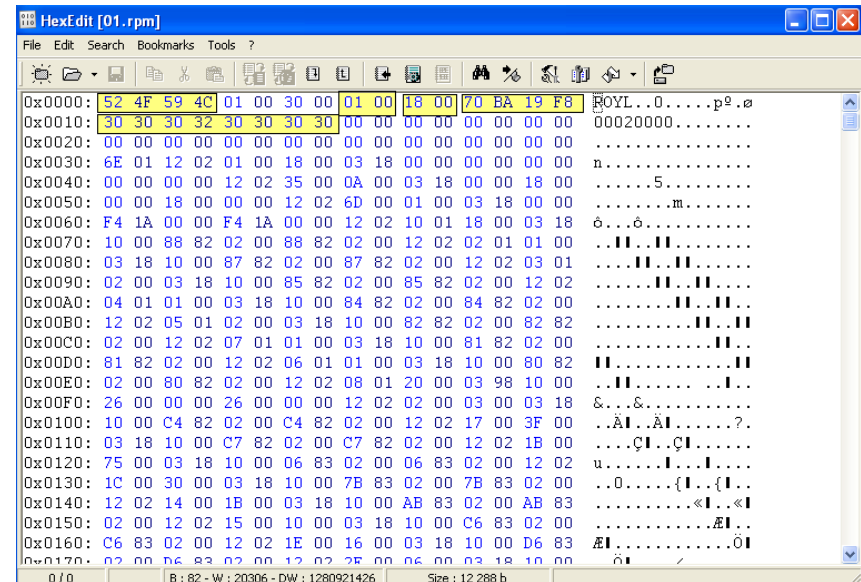 HexEdit [01.rpm]
File Edit Search Bookmarks Tools ?
0x0000: 52 4F 59 4C 01 00 30 00 01 00 18 00 70 BA 19 F8 ROYL..0.....pº.ø
0x0010: 30 30 30 32 30 30 30 30 00 00 00 00 00 00 00 00 00020000........
0x0020: 00 00 00 00 00 00 00 00 00 00 00 00 00 00 00 00 ................
0x0030: 6E 01 12 02 01 00 18 00 03 18 00 00 00 00 00 00 n...............
0x0040: 00 00 00 00 12 02 35 00 0A 00 03 18 00 00 18 00 ......5.........
0x0050: 00 00 18 00 00 00 12 02 6D 00 01 00 03 18 00 00 ........m.......
0x0060: F4 1A 00 00 F4 1A 00 00 12 02 10 01 18 00 03 18 ô...ô...........
0x0070: 10 00 88 82 02 00 88 82 02 00 12 02 02 01 01 00 ..▌▌..▌▌........
0x0080: 03 18 10 00 87 82 02 00 87 82 02 00 12 02 03 01 ....▌▌..▌▌......
0x0090: 02 00 03 18 10 00 85 82 02 00 85 82 02 00 12 02 ......▌▌..▌▌....
0x00A0: 04 01 01 00 03 18 10 00 84 82 02 00 84 82 02 00 ........▌▌..▌▌..
0x00B0: 12 02 05 01 02 00 03 18 10 00 82 82 02 00 82 82 ..........▌▌..▌▌
0x00C0: 02 00 12 02 07 01 01 00 03 18 10 00 81 82 02 00 ............▌▌..
0x00D0: 81 82 02 00 12 02 06 01 01 00 03 18 10 00 80 82 ▌▌............▌▌
0x00E0: 02 00 80 82 02 00 12 02 08 01 20 00 03 98 10 00 ..▌▌...... ..▌..
0x00F0: 26 00 00 00 26 00 00 00 12 02 02 00 03 00 03 18 &...&...........
0x0100: 10 00 C4 82 02 00 C4 82 02 00 12 02 17 00 3F 00 ..Ä▌..Ä▌......?.
0x0110: 03 18 10 00 C7 82 02 00 C7 82 02 00 12 02 1B 00 ....Ç▌..Ç▌......
0x0120: 75 00 03 18 10 00 06 83 02 00 06 83 02 00 12 02 u......▌...▌....
0x0130: 1C 00 30 00 03 18 10 00 7B 83 02 00 7B 83 02 00 ..0.....{▌..{▌..
0x0140: 12 02 14 00 1B 00 03 18 10 00 AB 83 02 00 AB 83 ..........«▌..«▌
0x0150: 02 00 12 02 15 00 10 00 03 18 10 00 C6 83 02 00 ............Æ▌..
0x0160: C6 83 02 00 12 02 1E 00 16 00 03 18 10 00 D6 83 Æ▌............Ö▌
0x0170: 02 00 D6 83 02 00 12 02 2F 00 06 00 03 18 10 00
0 / 0 B : 82 - W : 20306 - DW : 1280921426 Size : 12 288 b